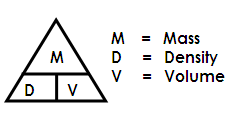 M
D V
M = Mass
D = Density
V = Volume